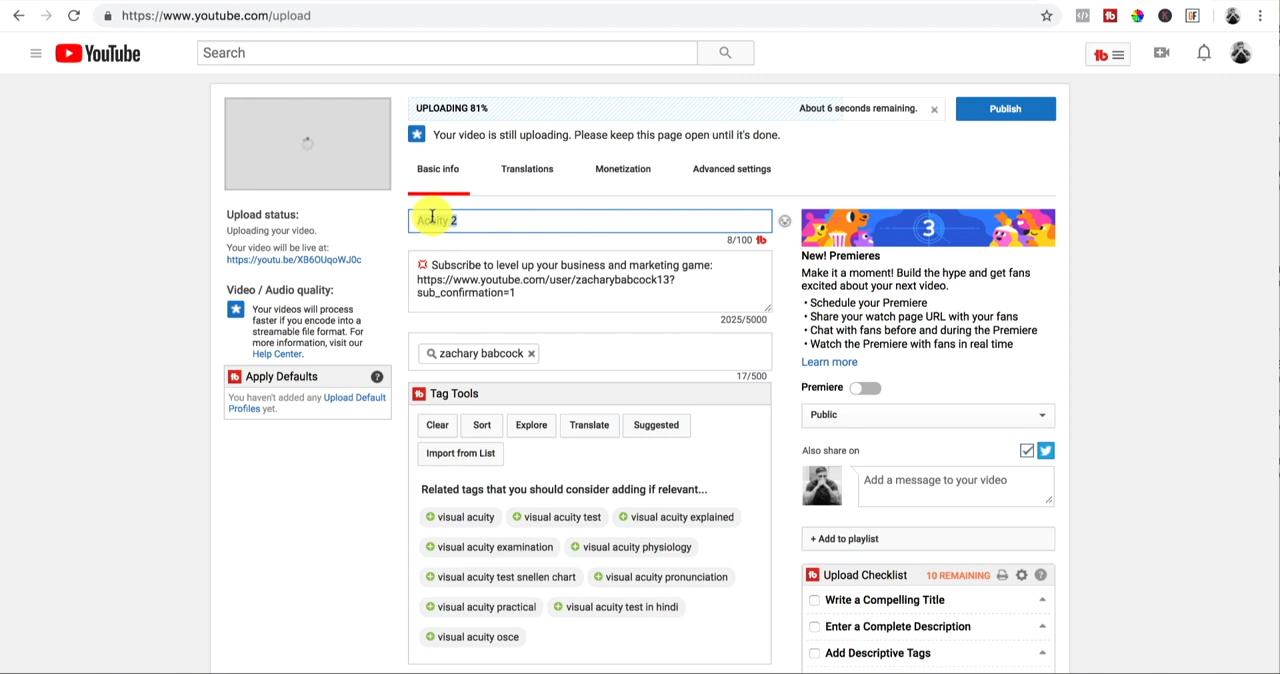 https://www.youtube.com/upload
YouTube
Search
UPLOADING 81%
About 6 seconds remaining.
Publish
Your video is still uploading. Please keep this page open until it's done.
Basic info
Translations
Monetization
Advanced settings
Upload status:
Uploading your video.
Your video will be live at:
https://youtu.be/XB6OUqoWJ0c
Video / Audio quality:
Your videos will process
faster if you encode into a
streamable file format. For
more information, visit our
Help Center.
Apply Defaults
You haven't added any Upload Default
Profiles yet.
Acuity 2
8/100
Subscribe to level up your business and marketing game:
https://www.youtube.com/user/zacharybabcock13?
sub_confirmation=1
2025/5000
zachary babcock
17/500
Tag Tools
Clear
Sort
Explore
Translate
Suggested
Import from List
Related tags that you should consider adding if relevant...
visual acuity
visual acuity test
visual acuity explained
visual acuity examination
visual acuity physiology
visual acuity test snellen chart
visual acuity pronunciation
visual acuity practical
visual acuity test in hindi
visual acuity osce
3
New! Premieres
Make it a moment! Build the hype and get fans
excited about your next video.
• Schedule your Premiere
• Share your watch page URL with your fans
• Chat with fans before and during the Premiere
• Watch the Premiere with fans in real time
Learn more
Premiere
Public
Also share on
Add a message to your video
+ Add to playlist
Upload Checklist
10 REMAINING
Write a Compelling Title
Enter a Complete Description
Add Descriptive Tags